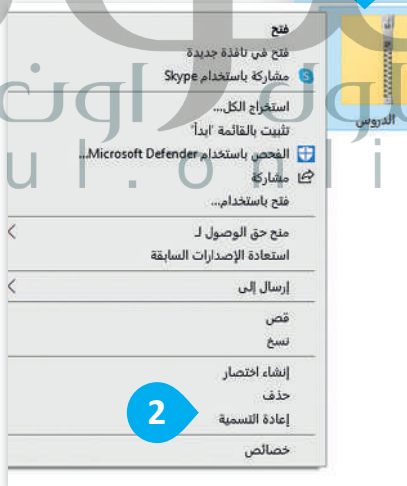 فتح
فتح في نافذة جديدة
مشاركة باستخدام Skype
استخراج الكل...
تثبيت بالقائمة "ابدأ"
الفحص باستخدام Microsoft Defender...
مشاركة
فتح باستخدام...
منح حق الوصول لـ
استعادة الإصدارات السابقة
إرسال إلى
قص
نسخ
إنشاء اختصار
حذف
إعادة التسمية
2
خصائص
الدروس